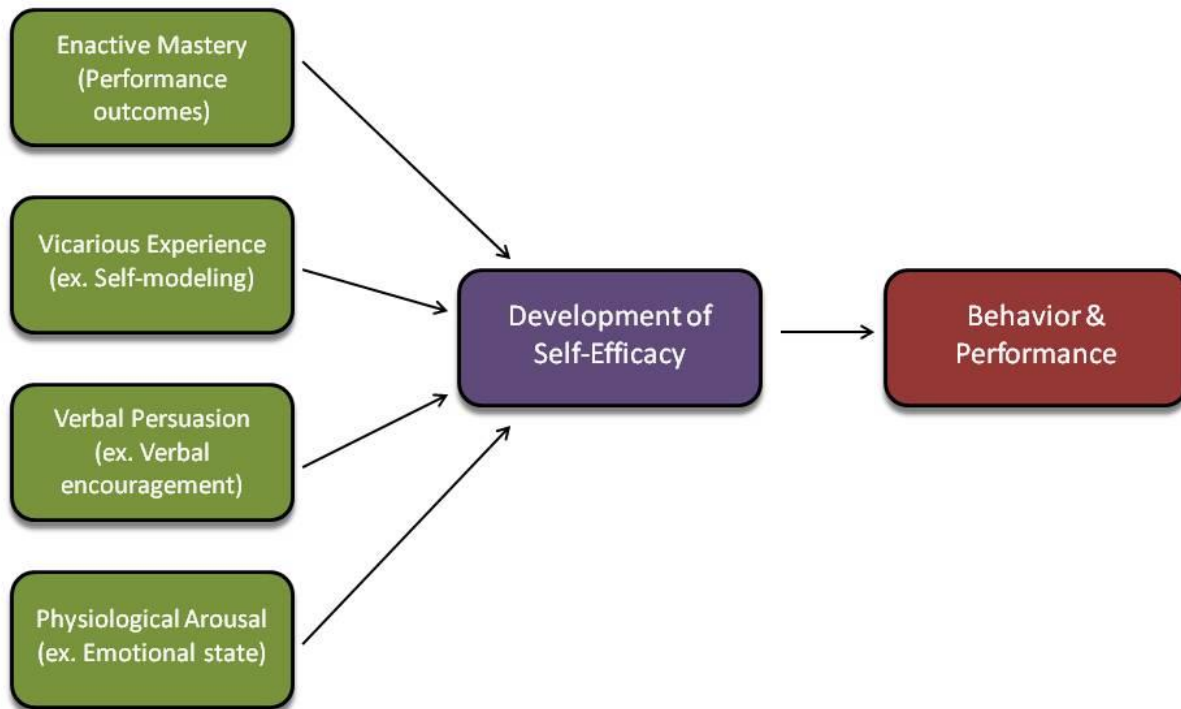 Enactive Mastery
(Performance
outcomes)
Vicarious Experience
(ex. Self-modeling)
Verbal Persuasion
(ex. Verbal
encouragement)
Physiological Arousal
(ex. Emotional state)
Development of
Self-Efficacy
Behavior &
Performance